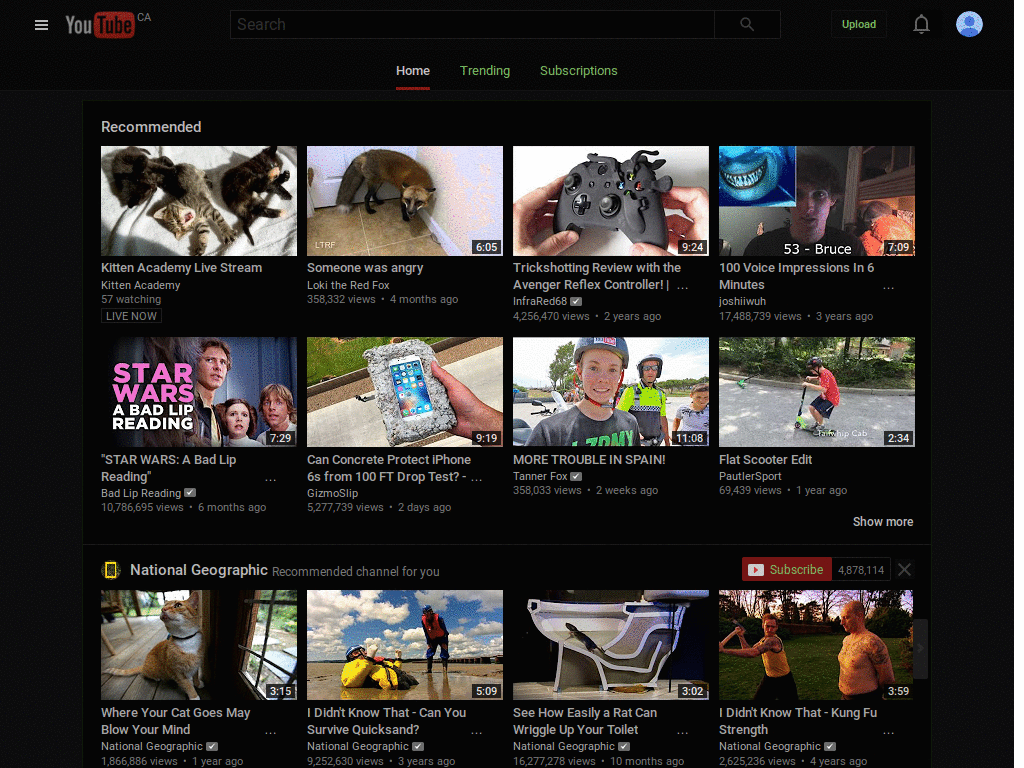 YouTube CA
Search
Upload
Home Trending Subscriptions
Recommended
LTRF
6:05
9:24
53 - Bruce
7:09
Kitten Academy Live Stream
Kitten Academy
57 watching
LIVE NOW
Someone was angry
Loki the Red Fox
358,332 views • 4 months ago
Trickshotting Review with the
Avenger Reflex Controller! | ...
InfraRed68
4,256,470 views • 2 years ago
100 Voice Impressions In 6
Minutes ...
joshiiwuh
17,488,739 views • 3 years ago
STAR
WARS
A BAD LIP
READING
7:29
9:19
11:08
Tailwhip Cab
2:34
"STAR WARS: A Bad Lip
Reading" ...
Bad Lip Reading
10,786,695 views • 6 months ago
Can Concrete Protect iPhone
6s from 100 FT Drop Test? - ...
GizmoSlip
5,277,739 views • 2 days ago
MORE TROUBLE IN SPAIN!
Tanner Fox
358,033 views • 2 weeks ago
Flat Scooter Edit
PautlerSport
69,439 views • 1 year ago
Show more
National Geographic Recommended channel for you
Subscribe 4,878,114
3:15
5:09
3:02
3:59
Where Your Cat Goes May
Blow Your Mind ...
National Geographic
1,866,886 views • 1 year ago
I Didn't Know That - Can You
Survive Quicksand? ...
National Geographic
9,252,630 views • 3 years ago
See How Easily a Rat Can
Wriggle Up Your Toilet ...
National Geographic
16,277,278 views • 10 months ago
I Didn't Know That - Kung Fu
Strength ...
National Geographic
2,625,236 views • 4 years ago